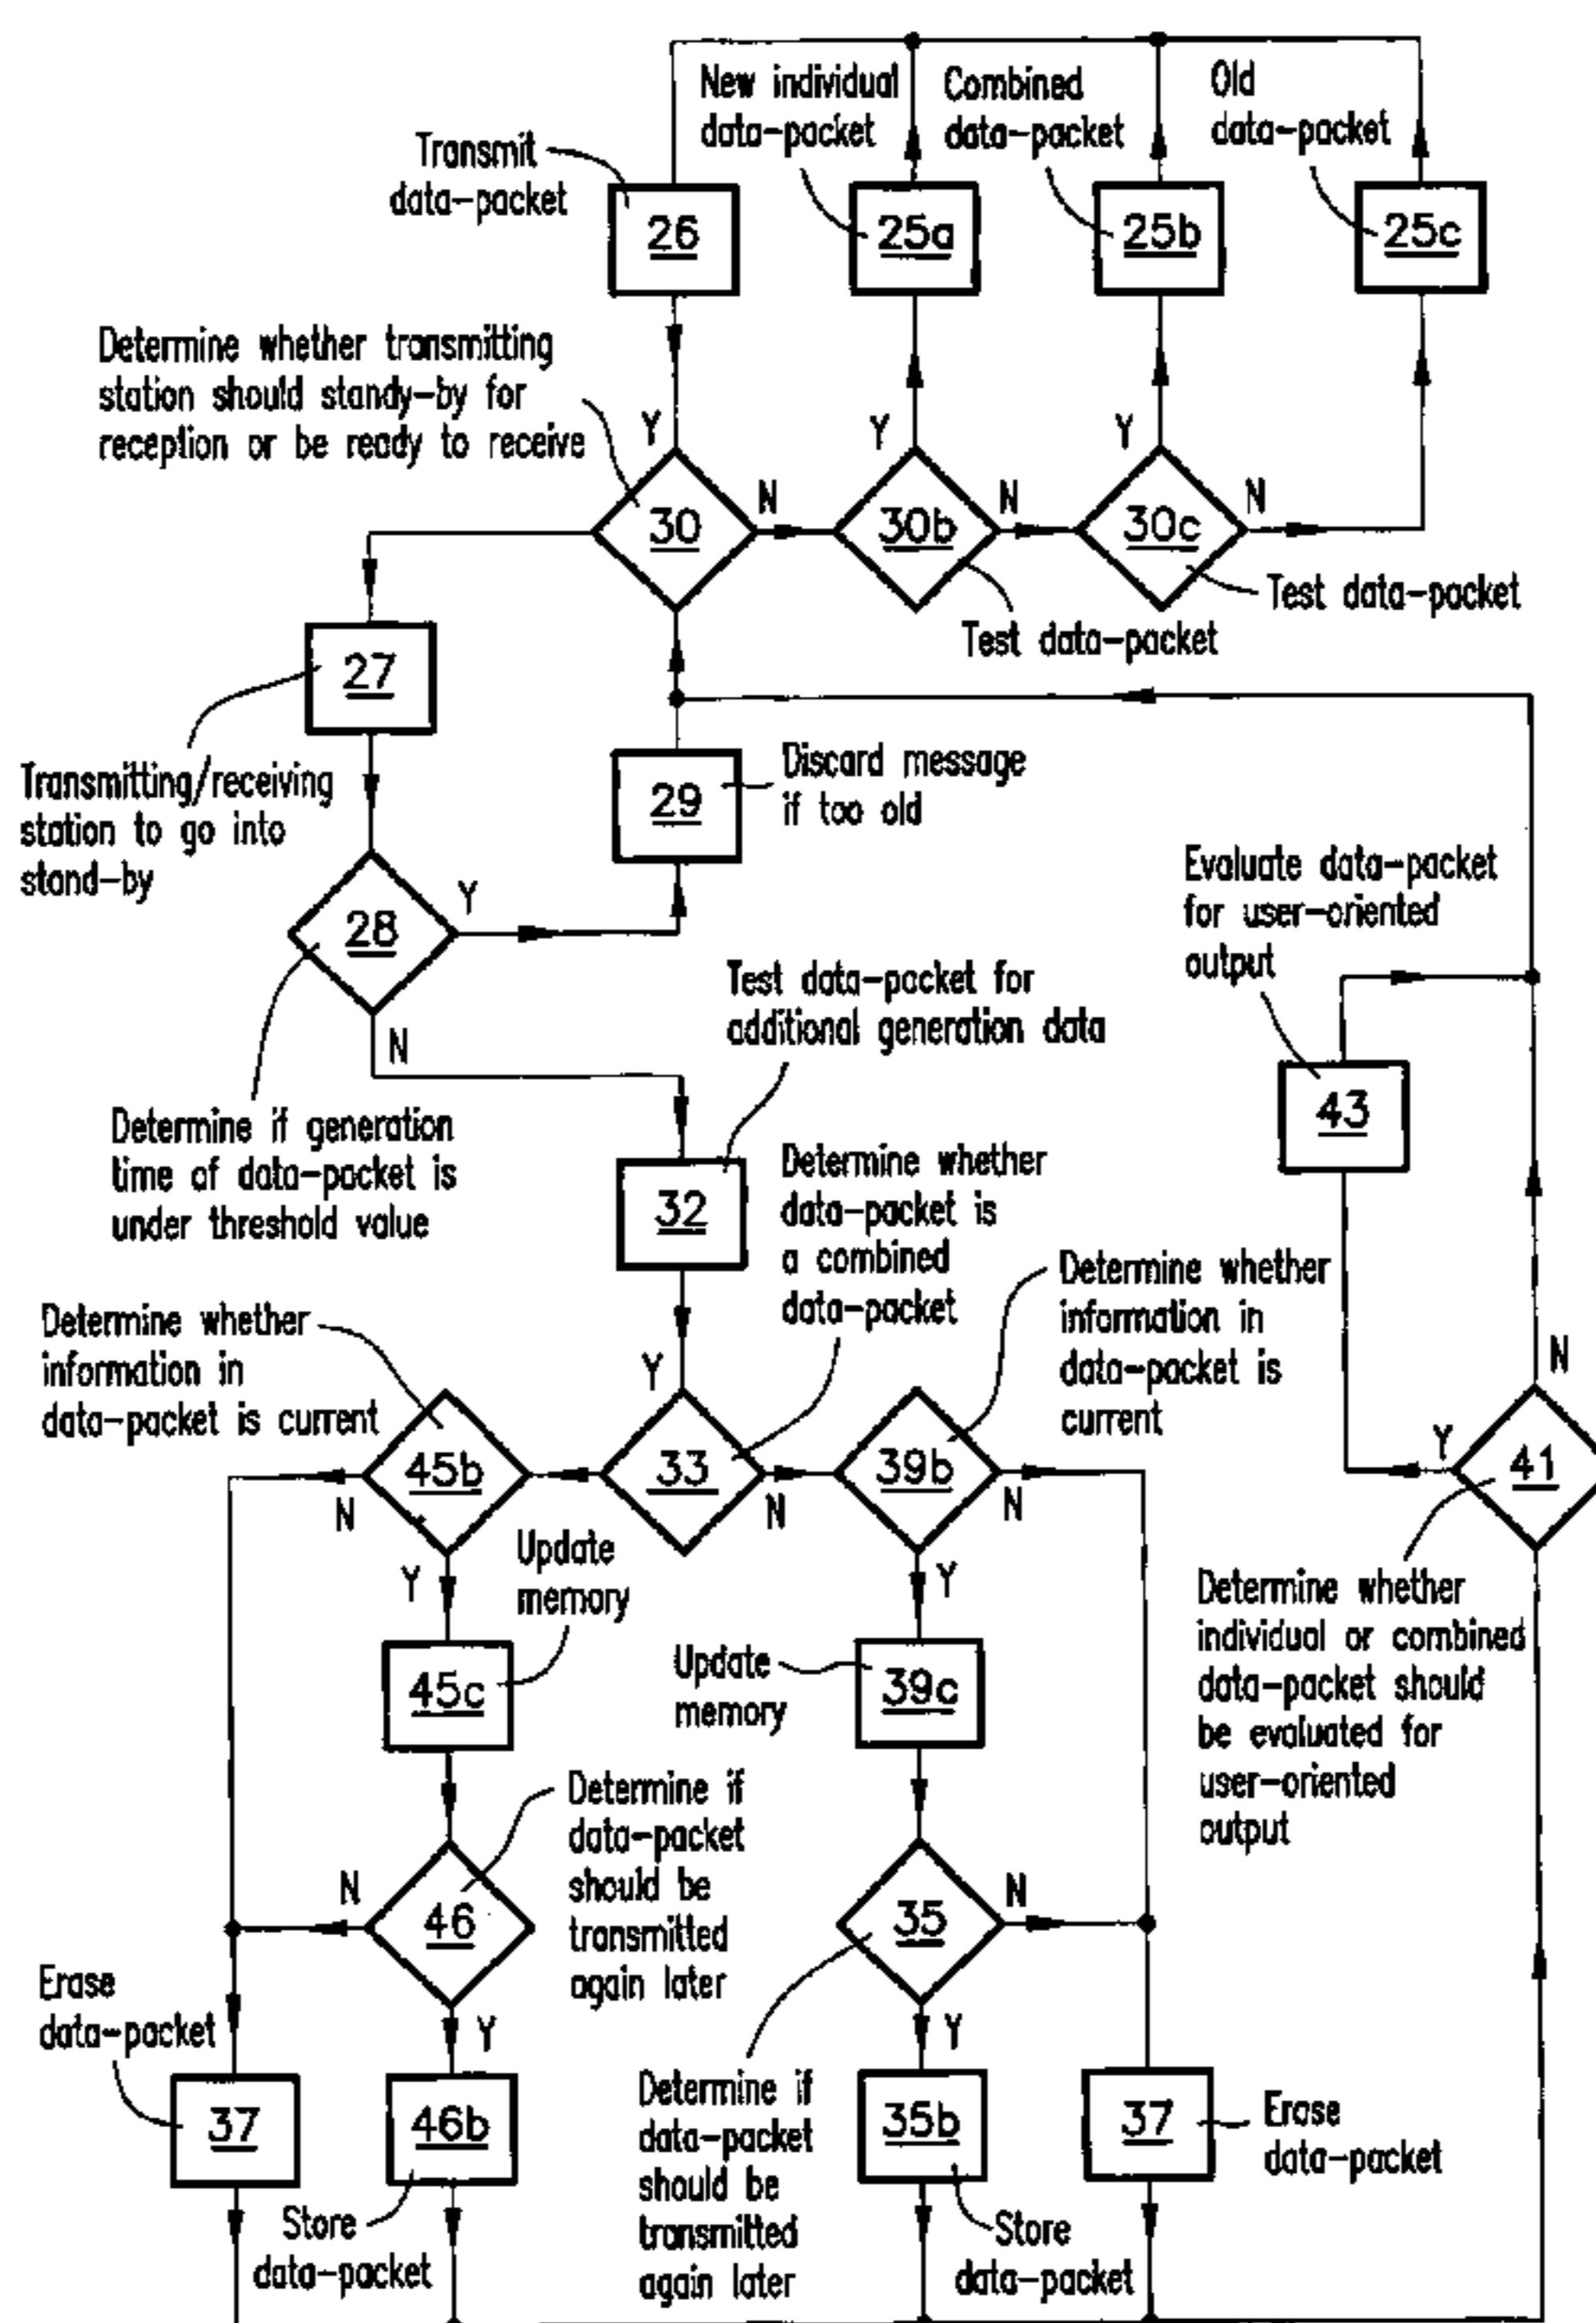 New individual
data-packet
Combined
data-packet
Old
data-packet
Transmit
data-packet
26
25a
25b
25c
Determine whether transmitting
station should standy-by for
reception or be ready to receive
Y
Y
Y
30
N
30b
N
30c
N
Test data-packet
Test data-packet
27
Transmitting/receiving
station to go into
stand-by
29
Discard message
if too old
28
Y
N
Evaluate data-packet
for user-oriented
output
43
Test data-packet for
additional generation data
Determine if generation
time of data-packet is
under threshold value
32
Determine whether
data-packet is
a combined
data-packet
Determine whether
information in
data-packet is
current
Determine whether
information in
data-packet is current
Y
N
45b
33
39b
Y
41
N
N
N
Y
Update
memory
Y
45c
Update
memory
39c
Determine whether
individual or combined
data-packet should
be evaluated for
user-oriented
output
Determine if
data-packet
should be
transmitted
again later
N
46
35
N
Y
Y
Erase
data-packet
37
46b
Store
data-packet
Determine if
data-packet
should be
transmitted
again later
35b
37
Erase
data-packet
Store
data-packet